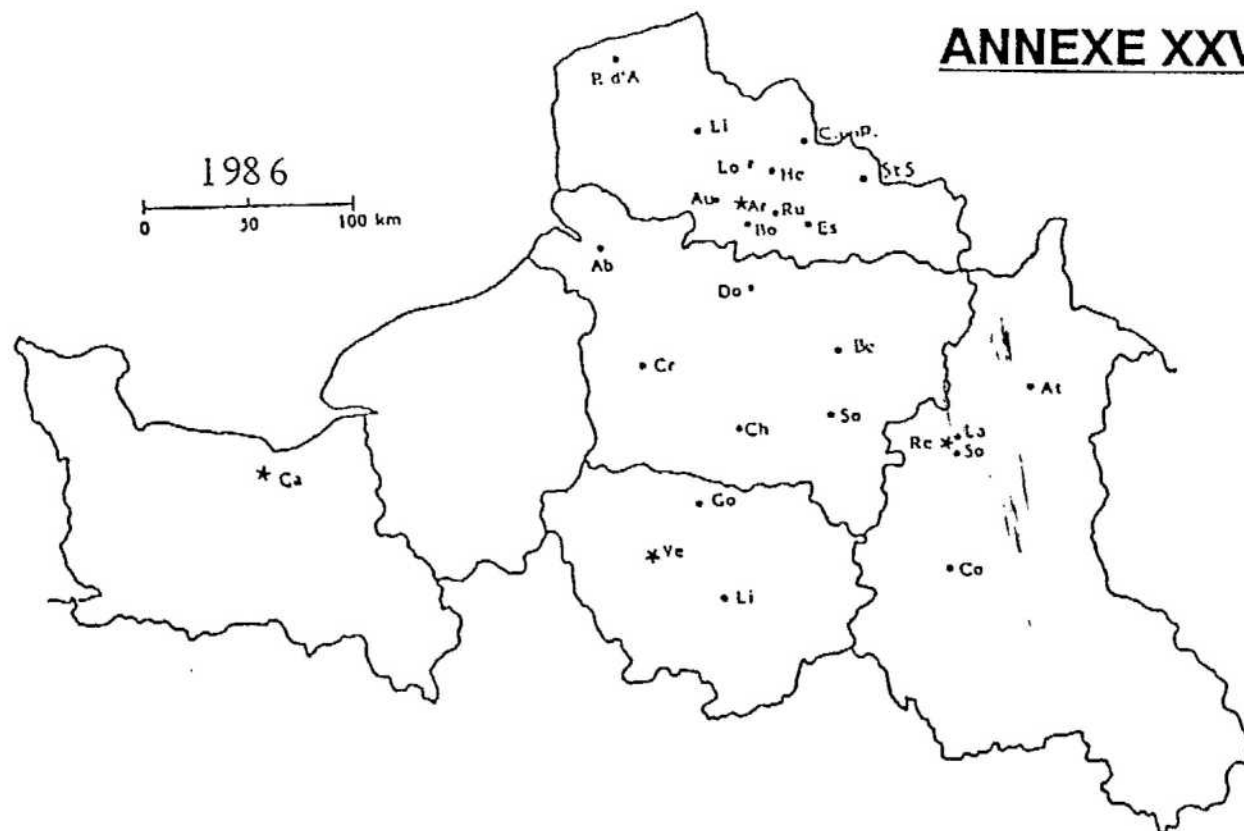 ANNEXE XXV
P. d'A
Li
Lo
He
St S
1986
Au
Ar
Ru
0 50 100 km
Bo
Es
Ab
Do
Be
Cr
At
So
Ch
La
Re
So
Ca
Go
Ve
Co
Li